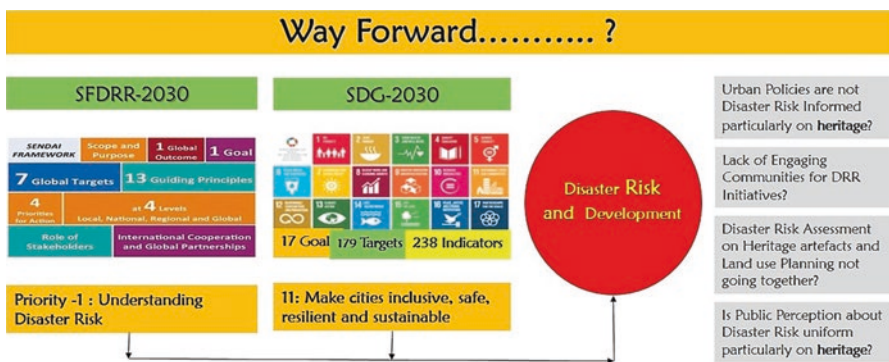 Way Forward........... ?
SFDRR-2030
SENDAI
FRAMEWORK
Scope and
Purpose
1 Global
Outcome
1 Goal
7 Global Targets
13 Guiding Principles
4
Priorities
for Action
at 4 Levels
Local, National, Regional and Global
Role of
Stakeholders
International Cooperation
and Global Partnerships
Priority -1 : Understanding
Disaster Risk
SDG-2030
17 Goal
179 Targets
238 Indicators
11: Make cities inclusive, safe,
resilient and sustainable
Disaster Risk
and Development
Urban Policies are not
Disaster Risk Informed
particularly on heritage?
Lack of Engaging
Communities for DRR
Initiatives?
Disaster Risk Assessment
on Heritage artefacts and
Land use Planning not
going together?
Is Public Perception about
Disaster Risk uniform
particularly on heritage?